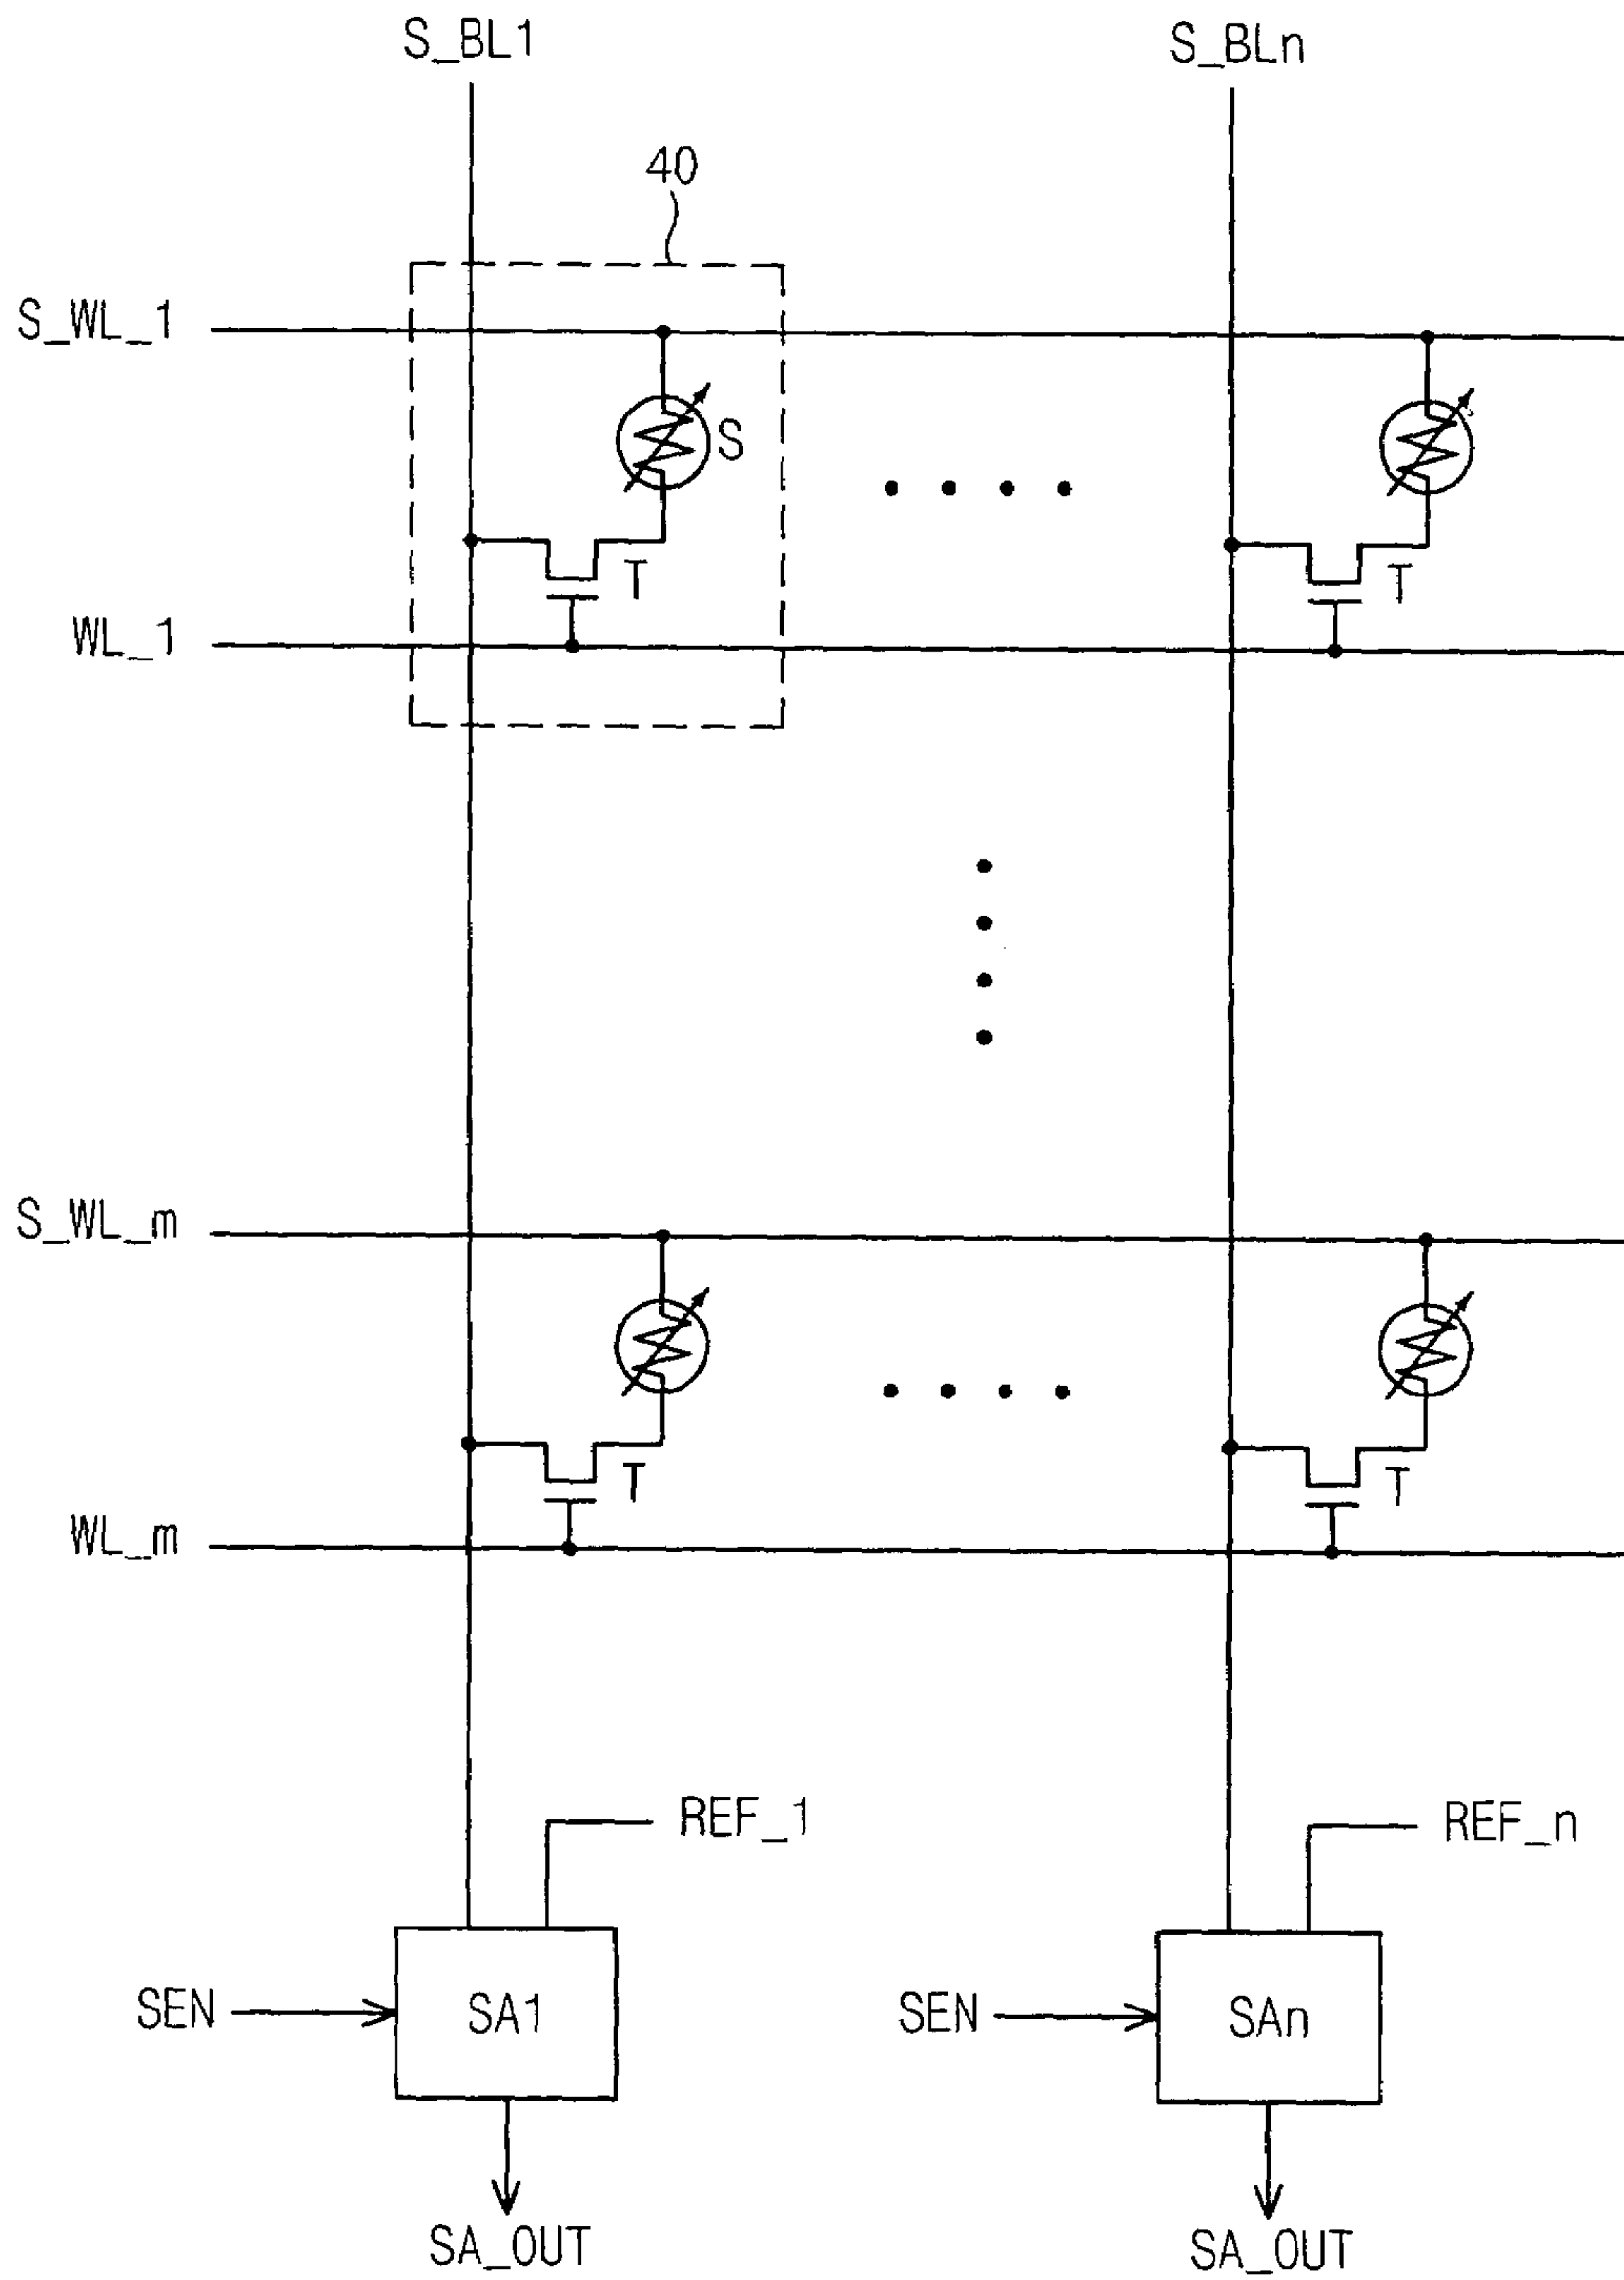 S_BL1
S_BLn
40
S_WL_1
S
T
T
WL_1
S_WL_m
T
T
WL_m
REF_1
REF_n
SEN
SA1
SEN
SAn
SA_OUT
SA_OUT